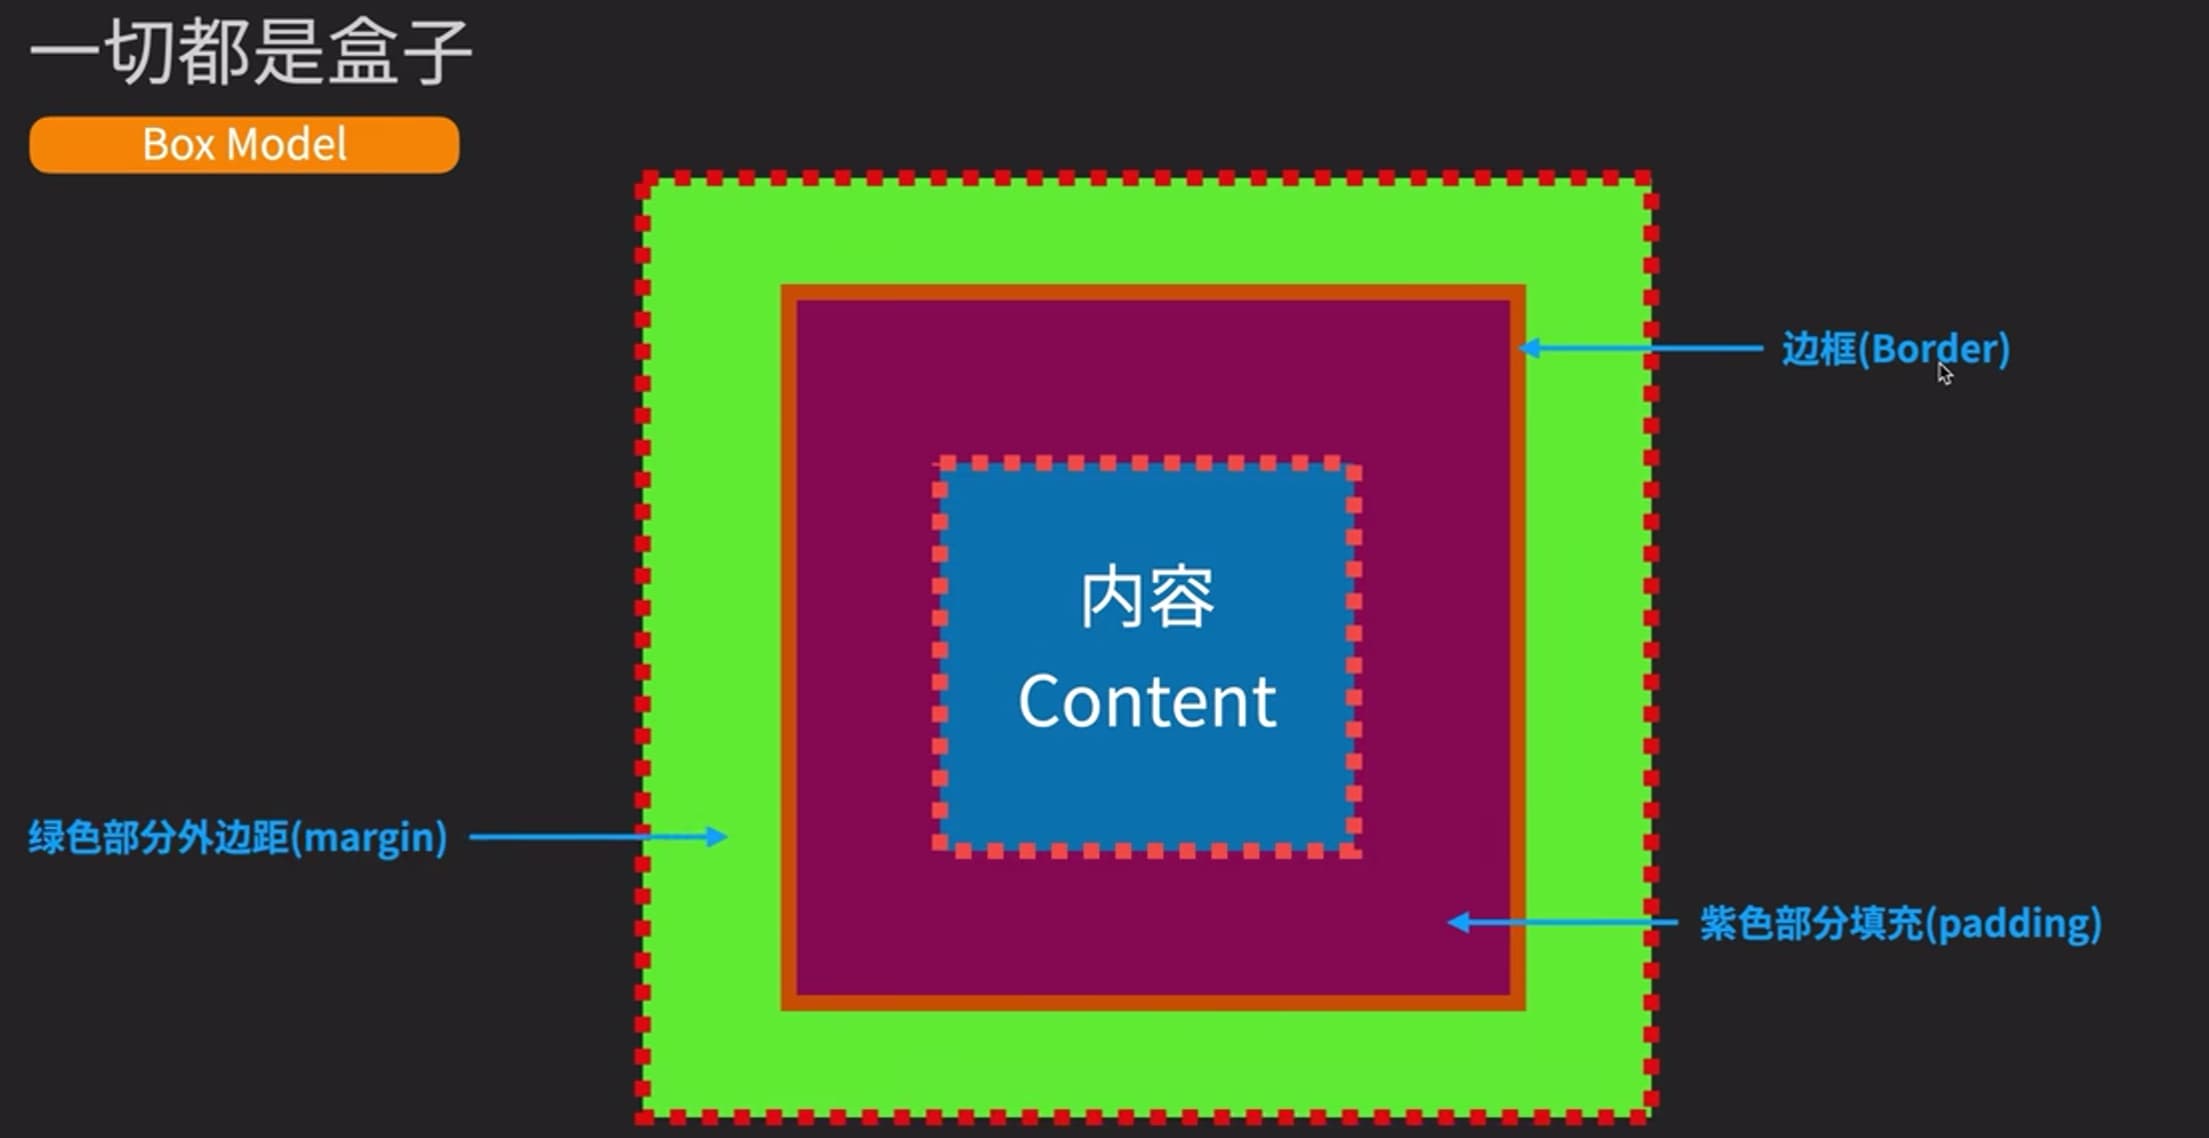 一切都是盒子
Box Model
边框(Border)
内容
Content
绿色部分外边距(margin)
紫色部分填充(padding)